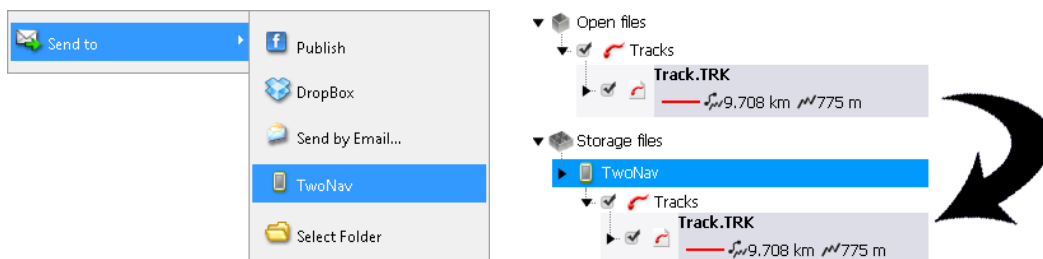 Send to
Publish
DropBox
Send by Email...
TwoNav
Select Folder
Open files
Tracks
Track.TRK
9.708 km 775 m
Storage files
TwoNav
Tracks
Track.TRK
9.708 km 775 m